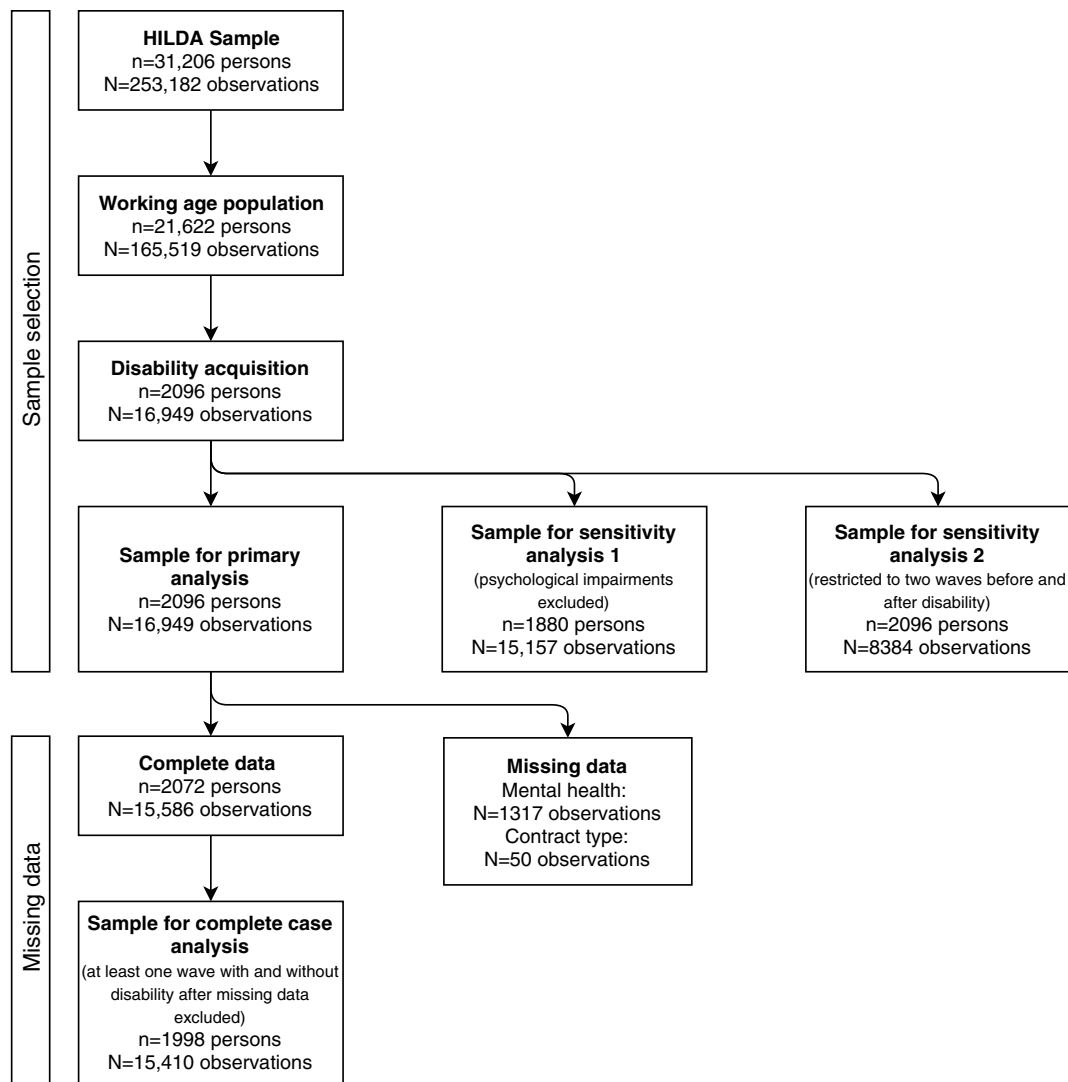 Sample selection
HILDA Sample
n=31,206 persons
N=253,182 observations
Working age population
n=21,622 persons
N=165,519 observations
Disability acquisition
n=2096 persons
N=16,949 observations
Sample for primary
analysis
n=2096 persons
N=16,949 observations
Sample for sensitivity
analysis 1
(psychological impairments
excluded)
n=1880 persons
N=15,157 observations
Sample for sensitivity
analysis 2
(restricted to two waves before and
after disability)
n=2096 persons
N=8384 observations
Missing data
Complete data
n=2072 persons
N=15,586 observations
Missing data
Mental health:
N=1317 observations
Contract type:
N=50 observations
Sample for complete case
analysis
(at least one wave with and without
disability after missing data
excluded)
n=1998 persons
N=15,410 observations